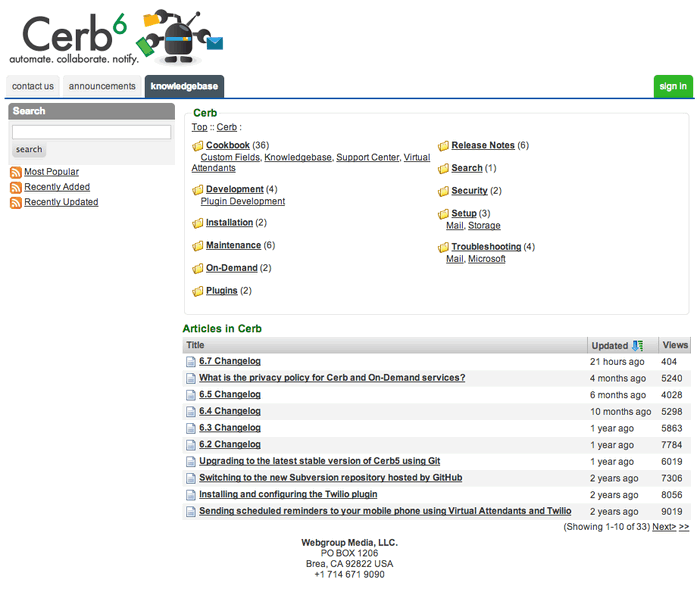 Cerb6
automate. collaborate. notify.
contact us
announcements
knowledgebase
sign in
Search
search
Most Popular
Recently Added
Recently Updated
Cerb
Top :: Cerb :
Cookbook (36)
Custom Fields, Knowledgebase, Support Center, Virtual
Attendants
Development (4)
Plugin Development
Installation (2)
Maintenance (6)
On-Demand (2)
Plugins (2)
Release Notes (6)
Search (1)
Security (2)
Setup (3)
Mail, Storage
Troubleshooting (4)
Mail, Microsoft
Articles in Cerb
Title Updated Views
6.7 Changelog 21 hours ago 404
What is the privacy policy for Cerb and On-Demand services? 4 months ago 5240
6.5 Changelog 6 months ago 4028
6.4 Changelog 10 months ago 5298
6.3 Changelog 1 year ago 5863
6.2 Changelog 1 year ago 7784
Upgrading to the latest stable version of Cerb5 using Git 1 year ago 6019
Switching to the new Subversion repository hosted by GitHub 2 years ago 7306
Installing and configuring the Twilio plugin 2 years ago 8056
Sending scheduled reminders to your mobile phone using Virtual Attendants and Twilio 2 years ago 9019
(Showing 1-10 of 33) Next> >>
Webgroup Media, LLC.
PO BOX 1206
Brea, CA 92822 USA
+1 714 671 9090